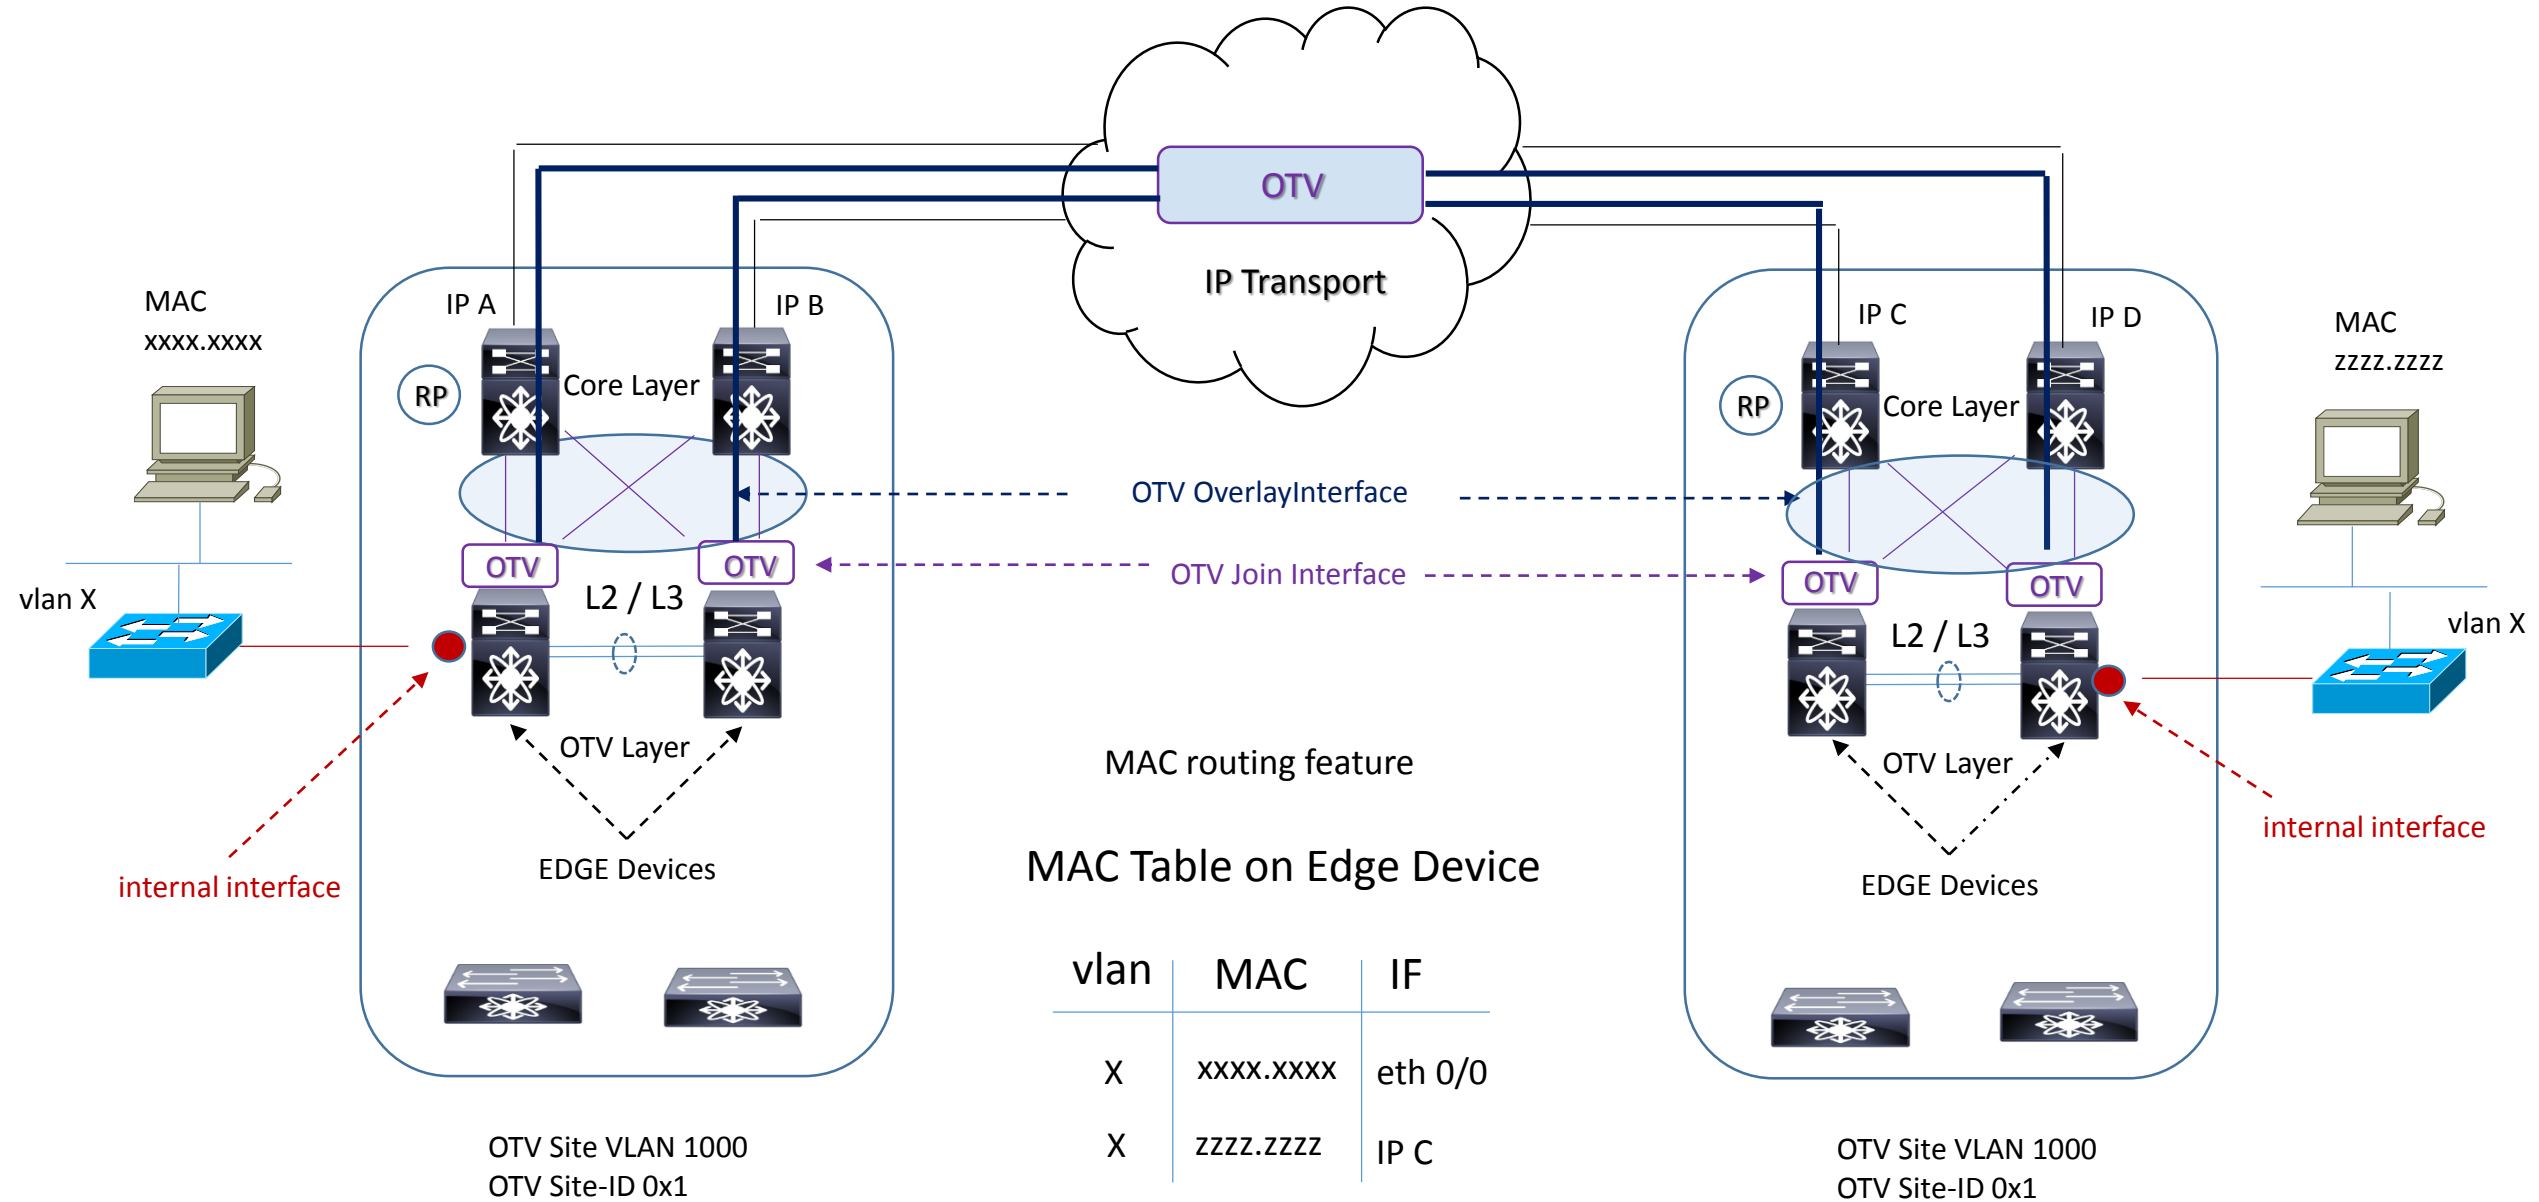 OTV
IP Transport
MAC
xxxx.xxxx
IP A
IP B
IP C
IP D
MAC
zzzz.zzzz
RP
Core Layer
RP
Core Layer
OTV OverlayInterface
OTV Join Interface
OTV
OTV
OTV
OTV
vlan X
L2 / L3
L2 / L3
vlan X
OTV Layer
OTV Layer
MAC routing feature
internal interface
EDGE Devices
MAC Table on Edge Device
EDGE Devices
internal interface
vlan MAC IF
X xxxx.xxxx eth 0/0
X zzzz.zzzz IP C
OTV Site VLAN 1000
OTV Site-ID 0x1
OTV Site VLAN 1000
OTV Site-ID 0x1